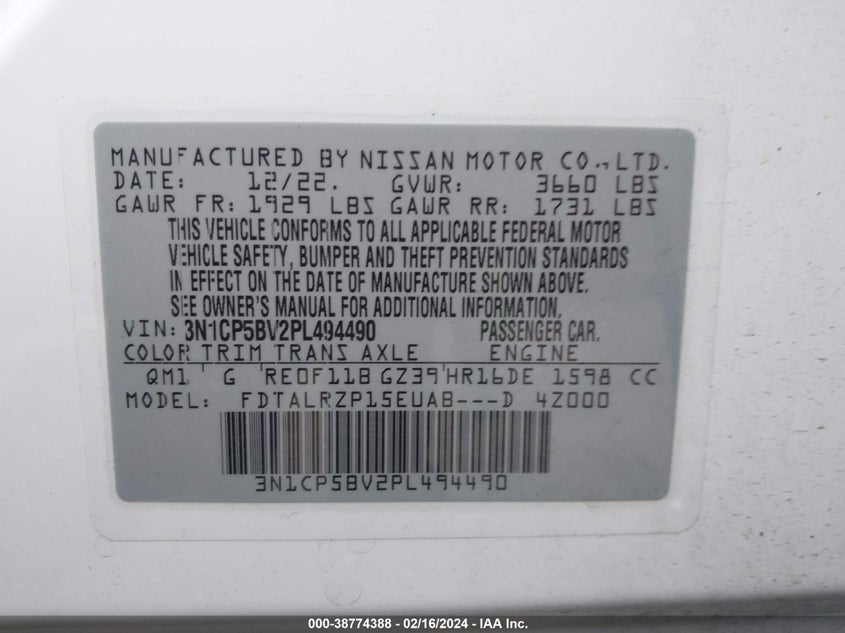 MANUFACTURED BY NISSAN MOTOR CO., LTD.
DATE: 12/22. GVWR: 3660 LBS
GAWR FR: 1929 LBS GAWR RR: 1731 LBS
THIS VEHICLE CONFORMS TO ALL APPLICABLE FEDERAL MOTOR
VEHICLE SAFETY, BUMPER AND THEFT PREVENTION STANDARDS
IN EFFECT ON THE DATE OF MANUFACTURE SHOWN ABOVE.
SEE OWNER'S MANUAL FOR ADDITIONAL INFORMATION.
VIN: 3N1CP5BV2PL494490 PASSENGER CAR.
COLOR TRIM TRANS AXLE ENGINE
QM1 G RE0F11B GZ39 HR16DE 1598 CC
MODEL: FDTALRZP15EUAB---D 4Z000
3N1CP5BV2PL494490
000-38774388 - 02/16/2024 - IAA Inc.